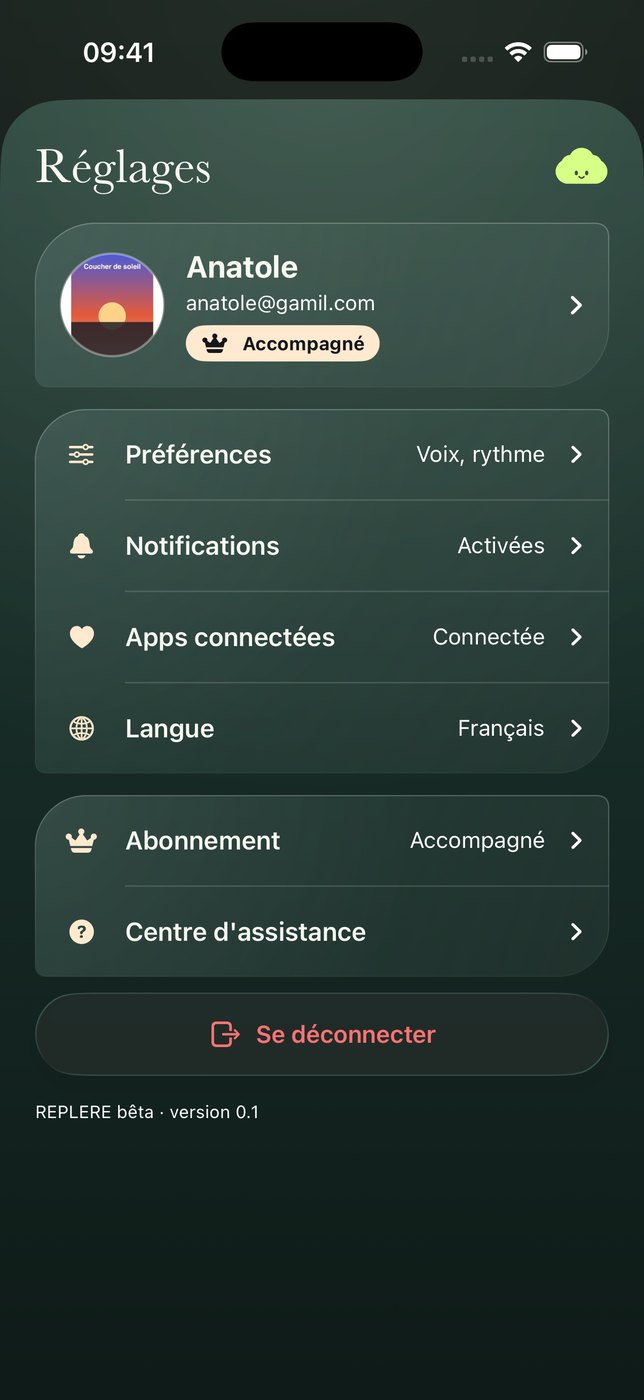 09:41
Réglages
Coucher de soleil
Anatole
anatole@gamil.com
Accompagné
Préférences Voix, rythme
Notifications Activées
Apps connectées Connectée
Langue Français
Abonnement Accompagné
Centre d'assistance
Se déconnecter
REPLERE bêta · version 0.1